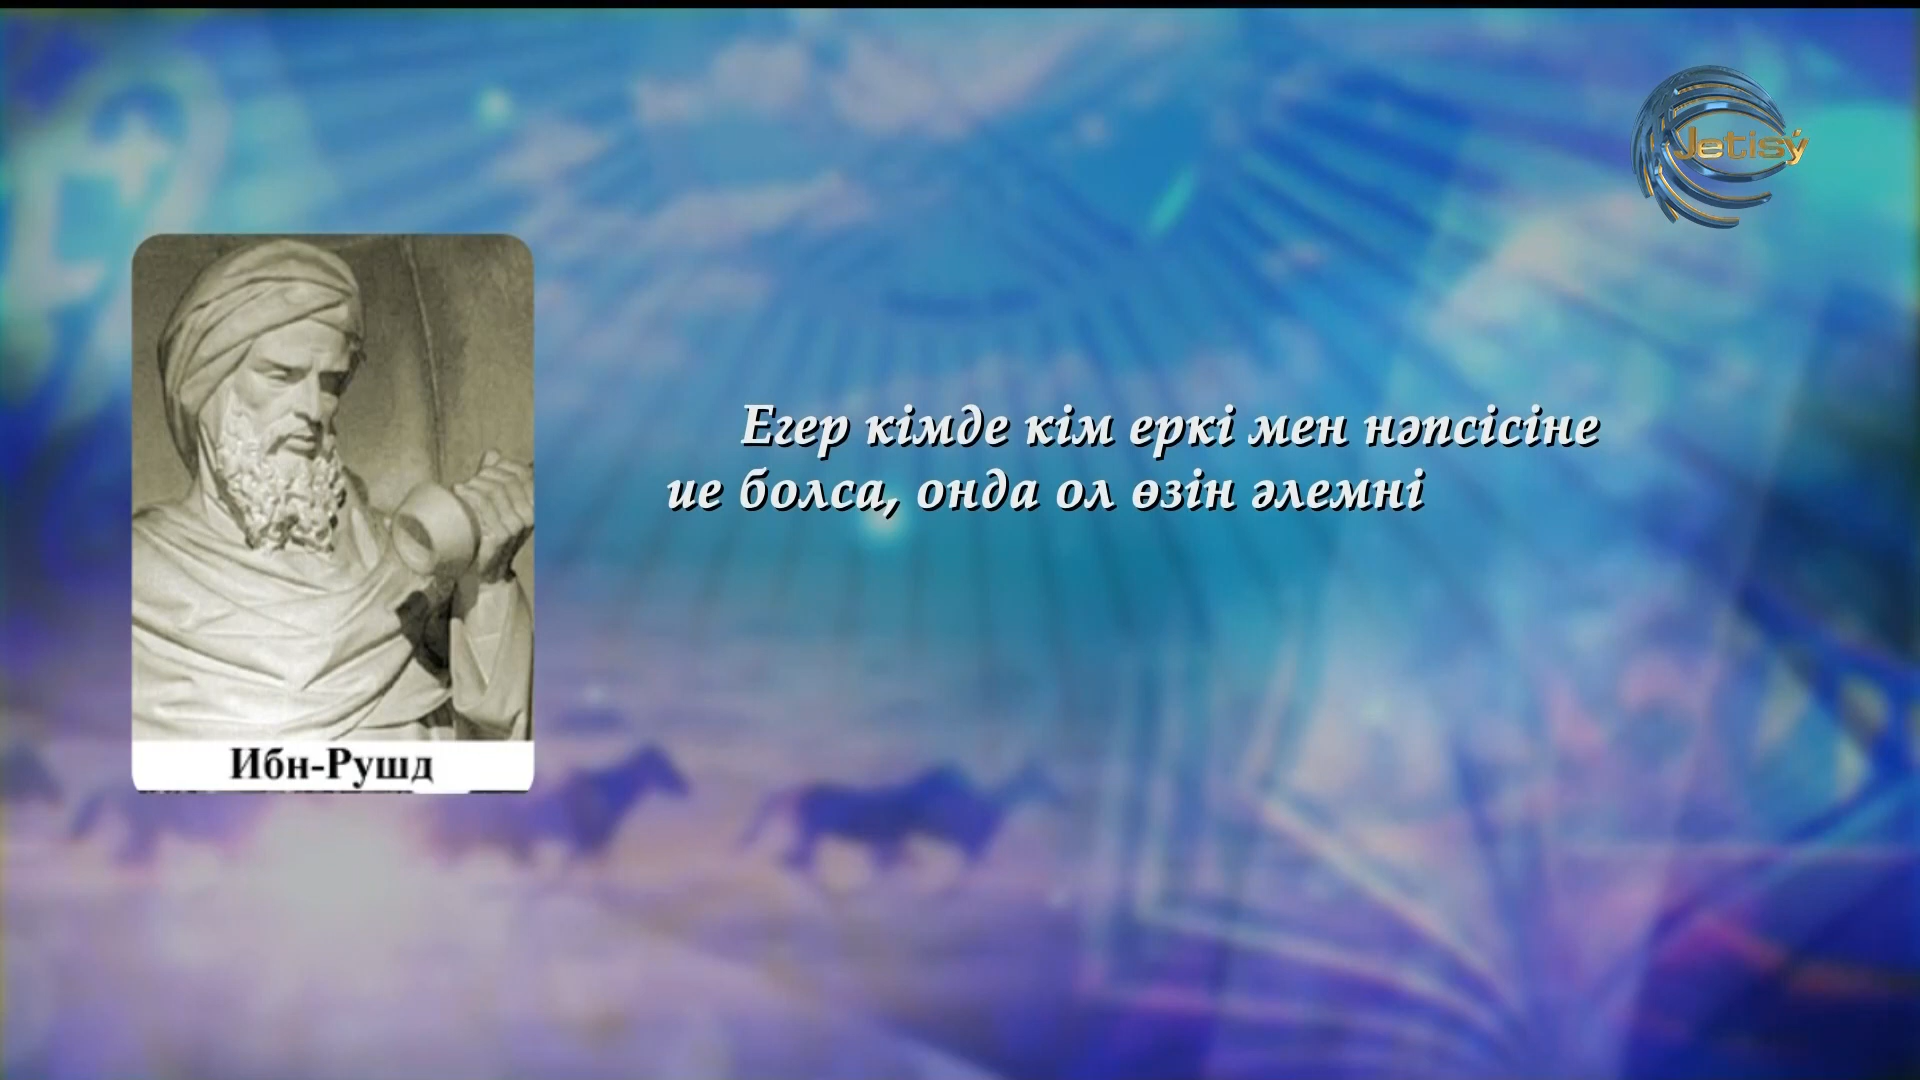 Jetisý
Егер кімде кім еркі мен нәпсісіне
ие болса, онда ол өзін әлемні
Ибн-Рушд